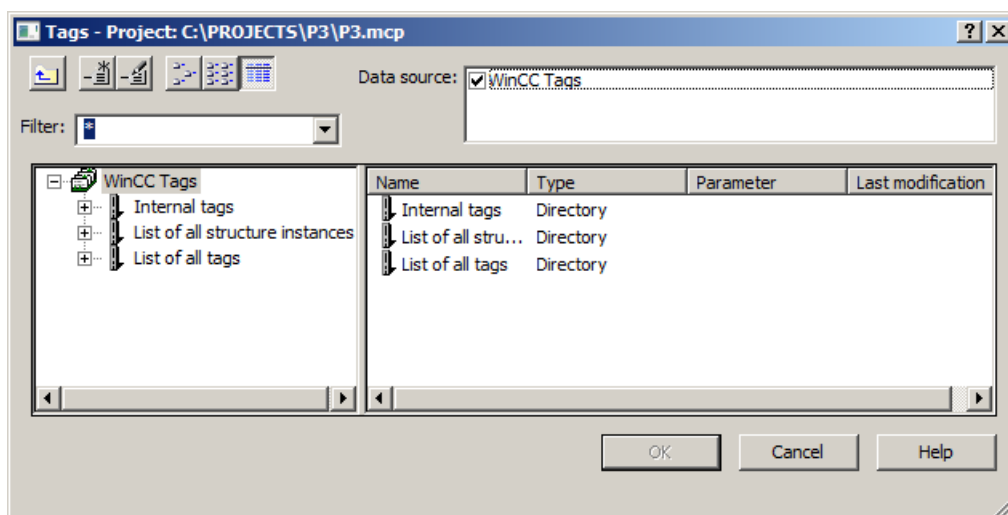 Tags - Project: C:\PROJECTS\P3\P3.mcp
Data source: WinCC Tags
Filter: *
WinCC Tags
Internal tags
List of all structure instances
List of all tags
Name Type Parameter Last modification
Internal tags Directory
List of all stru... Directory
List of all tags Directory
OK Cancel Help